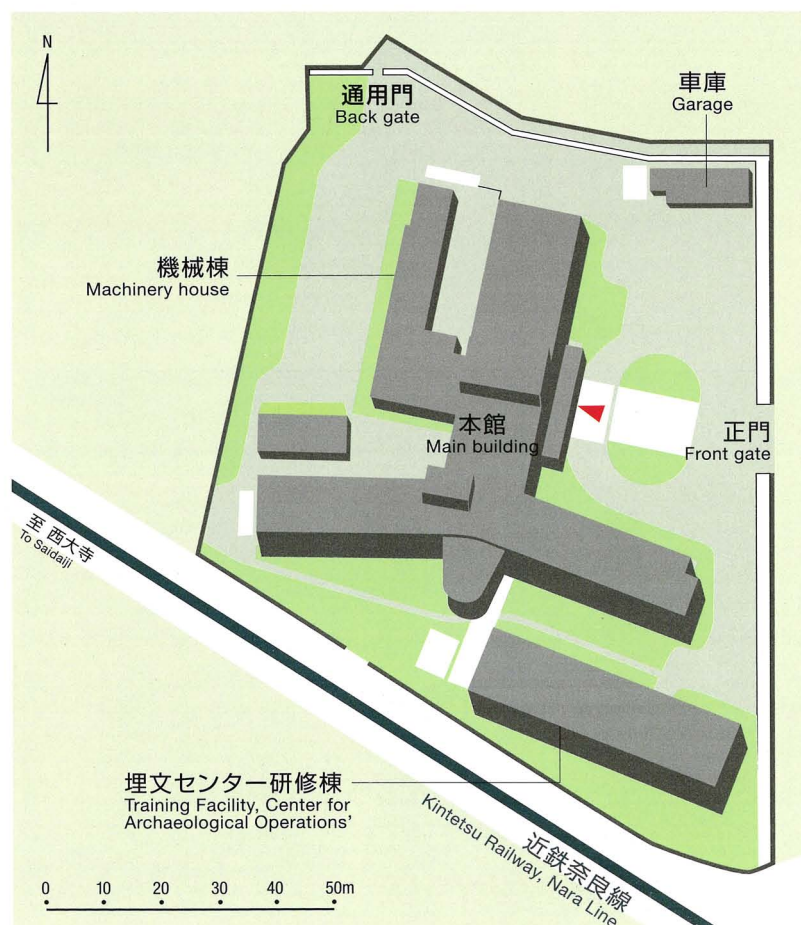 N
通用門
Back gate
車庫
Garage
機械棟
Machinery house
本館
Main building
正門
Front gate
至 西大寺
To Saidaiji
埋文センター研修棟
Training Facility, Center for
Archaeological Operations’
近鉄奈良線
Kintetsu Railway, Nara Line
0 10 20 30 40 50m